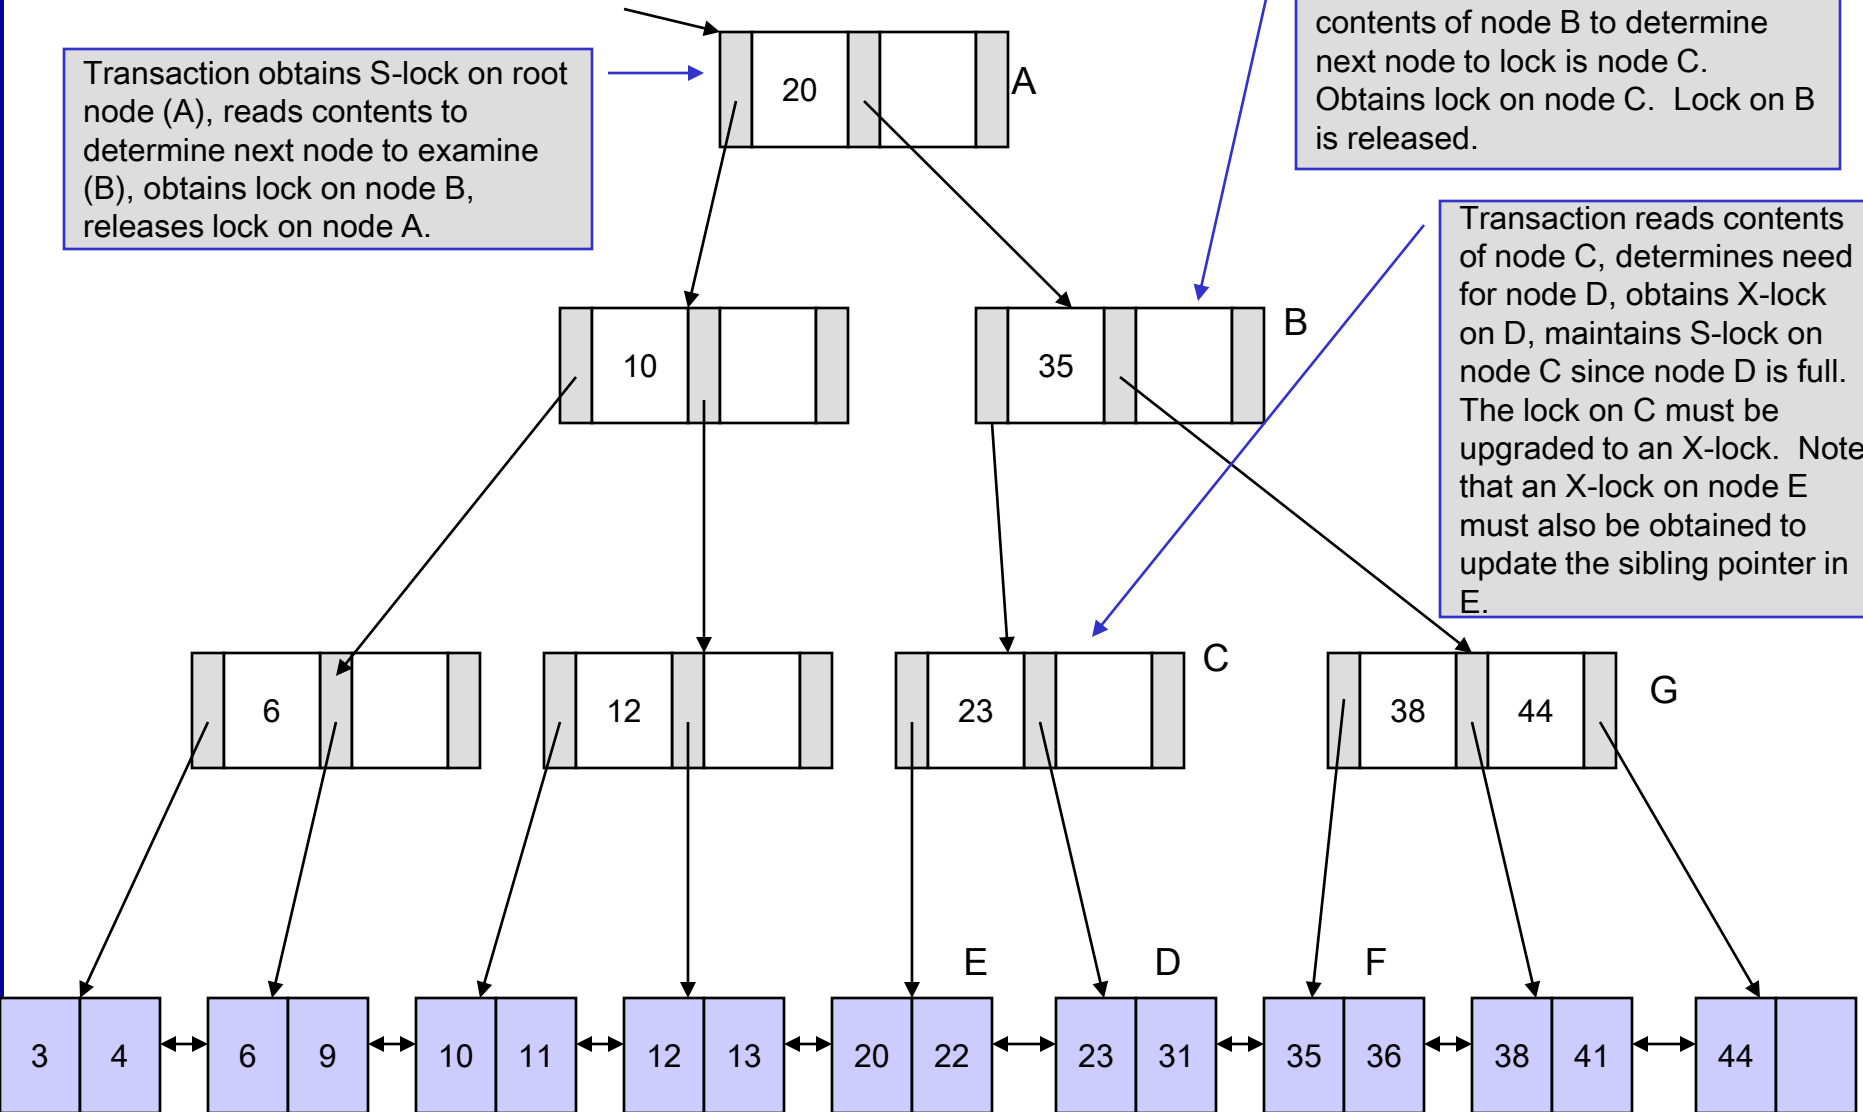 contents of node B to determine
next node to lock is node C.
Obtains lock on node C.  Lock on B
is released.
Transaction obtains S-lock on root
node (A), reads contents to
determine next node to examine
(B), obtains lock on node B,
releases lock on node A.
20
A
Transaction reads contents
of node C, determines need
for node D, obtains X-lock
on D, maintains S-lock on
node C since node D is full.
The lock on C must be
upgraded to an X-lock.  Note
that an X-lock on node E
must also be obtained to
update the sibling pointer in
E.
10
35
B
6
12
23
C
38 44
G
E
D
F
3 4
6 9
10 11
12 13
20 22
23 31
35 36
38 41
44